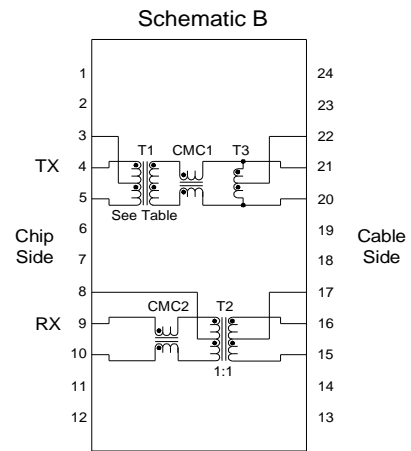 Schematic B
1 24
2 23
3 22
T1 CMC1 T3
TX 4 21
5 20
See Table
6 19
Chip Side
Cable Side
7 18
8 17
CMC2 T2
RX 9 16
10 15
1:1
11 14
12 13